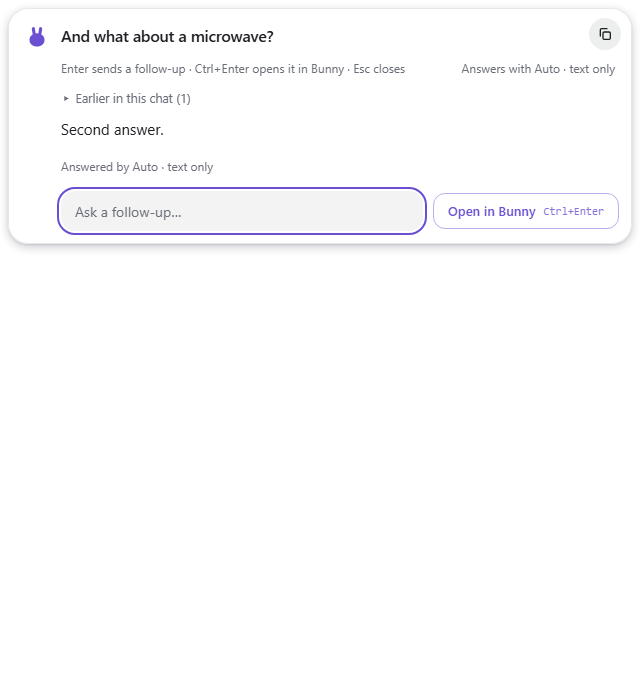 And what about a microwave?
Enter sends a follow-up · Ctrl+Enter opens it in Bunny · Esc closes
Answers with Auto · text only
Earlier in this chat (1)
Second answer.
Answered by Auto · text only
Ask a follow-up...
Open in Bunny Ctrl+Enter